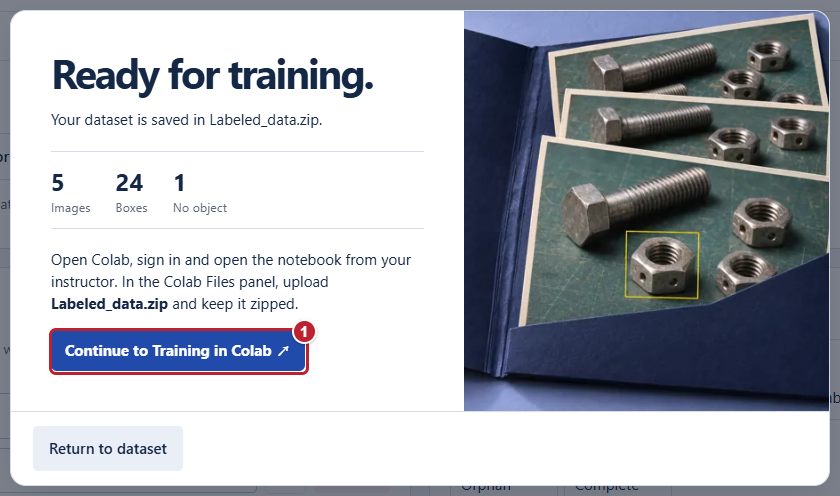 Ready for training.
Your dataset is saved in Labeled_data.zip.
5 24 1
Images Boxes No object
Open Colab, sign in and open the notebook from your
instructor. In the Colab Files panel, upload
Labeled_data.zip and keep it zipped.
1
Continue to Training in Colab ↗
Return to dataset
Orphan Complete